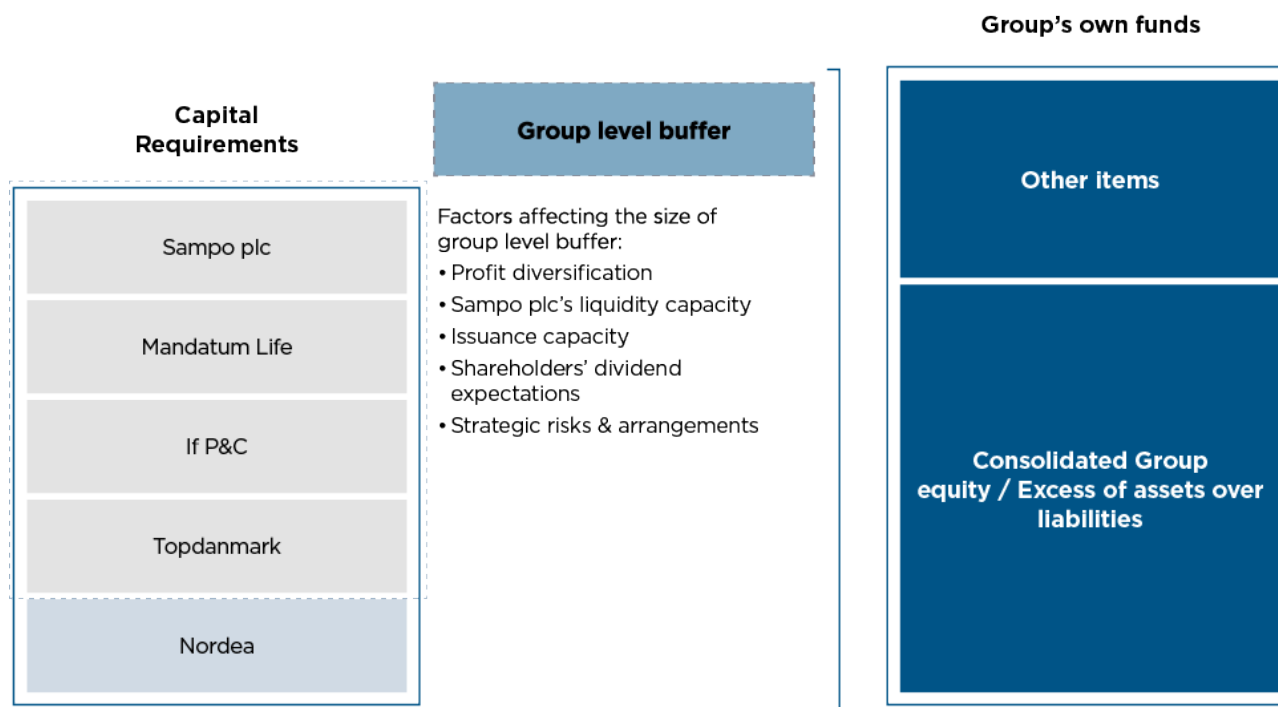 Group’s own funds
Capital
Requirements
Group level buffer
Other items
Sampo plc
Mandatum Life
If P&C
Topdanmark
Nordea
Factors affecting the size of
group level buffer:
• Profit diversification
• Sampo plc’s liquidity capacity
• Issuance capacity
• Shareholders’ dividend
expectations
• Strategic risks & arrangements
Consolidated Group
equity / Excess of assets over
liabilities